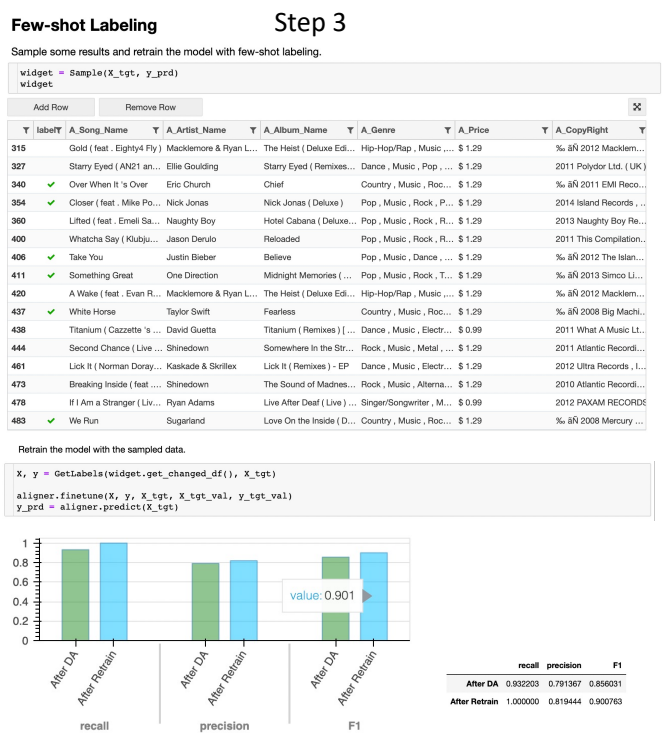 Few-shot Labeling
Step 3
Sample some results and retrain the model with few-shot labeling.
widget = Sample(X_tgt, y_prd)
widget
Add Row Remove Row
label A_Song_Name A_Artist_Name A_Album_Name A_Genre A_Price A_CopyRight
315 Gold ( feat . Eighty4 Fly ) Macklemore & Ryan L... The Heist ( Deluxe Edi... Hip-Hop/Rap , Music ,... $ 1.29 ‰ äÑ 2012 Macklem...
327 Starry Eyed ( AN21 an... Ellie Goulding Starry Eyed ( Remixes... Dance , Music , Pop , ... $ 1.29 2011 Polydor Ltd. ( UK )
340 ✓ Over When It 's Over Eric Church Chief Country , Music , Roc... $ 1.29 ‰ äÑ 2011 EMI Reco...
354 ✓ Closer ( feat . Mike Po... Nick Jonas Nick Jonas ( Deluxe ) Pop , Music , Rock , P... $ 1.29 2014 Island Records , ..
360 Lifted ( feat . Emeli Sa... Naughty Boy Hotel Cabana ( Deluxe... Pop , Music , Rock , R... $ 1.29 2013 Naughty Boy Re...
400 Whatcha Say ( Klubju... Jason Derulo Reloaded Pop , Music , Rock , R... $ 1.29 2011 This Compilation..
406 ✓ Take You Justin Bieber Believe Pop , Music , Dance , ... $ 1.29 ‰ äÑ 2012 The Islan...
411 ✓ Something Great One Direction Midnight Memories ( ... Pop , Music , Rock , T... $ 1.29 ‰ äÑ 2013 Simco Li...
420 A Wake ( feat . Evan R... Macklemore & Ryan L... The Heist ( Deluxe Edi... Hip-Hop/Rap , Music ,... $ 1.29 ‰ äÑ 2012 Macklem...
437 ✓ White Horse Taylor Swift Fearless Country , Music , Roc... $ 1.29 ‰ äÑ 2008 Big Machi..
438 Titanium ( Cazzette 's ... David Guetta Titanium ( Remixes ) [ ... Dance , Music , Electr... $ 0.99 2011 What A Music Lt..
444 Second Chance ( Live ... Shinedown Somewhere In the Str... Rock , Music , Metal , ... $ 1.29 2011 Atlantic Recordi...
461 Lick It ( Norman Doray... Kaskade & Skrillex Lick It ( Remixes ) - EP Dance , Music , Electr... $ 1.29 2012 Ultra Records , I...
473 Breaking Inside ( feat .... Shinedown The Sound of Madnes... Rock , Music , Alterna... $ 1.29 2010 Atlantic Recordi...
478 If I Am a Stranger ( Liv... Ryan Adams Live After Deaf ( Live ) ... Singer/Songwriter , M... $ 0.99 2012 PAXAM RECORDS
483 ✓ We Run Sugarland Love On the Inside ( D... Country , Music , Roc... $ 1.29 ‰ äÑ 2008 Mercury ...
Retrain the model with the sampled data.
X, y = GetLabels(widget.get_changed_df(), X_tgt)
aligner.finetune(X, y, X_tgt, X_tgt_val, y_tgt_val)
y_prd = aligner.predict(X_tgt)
1
0.8
0.6
0.4
0.2
0
value: 0.901
After DA After Retrain After DA After Retrain After DA After Retrain
recall precision F1
recall precision F1
After DA 0.932203 0.791367 0.856031
After Retrain 1.000000 0.819444 0.900763